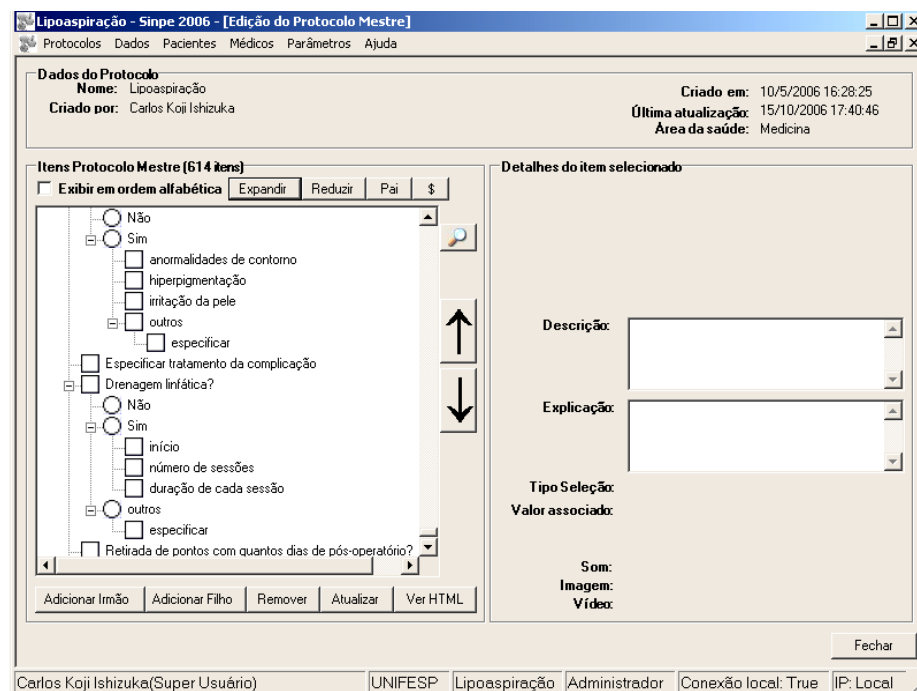 Lipoaspiração - Sinpe 2006 - [Edição do Protocolo Mestre]
Protocolos Dados Pacientes Médicos Parâmetros Ajuda
Dados do Protocolo
Nome: Lipoaspiração
Criado por: Carlos Koji Ishizuka
Criado em: 10/5/2006 16:28:25
Última atualização: 15/10/2006 17:40:46
Área da saúde: Medicina
Itens Protocolo Mestre (614 itens)
Exibir em ordem alfabética Expandir Reduzir Pai $
Não
Sim
anormalidades de contorno
hiperpigmentação
irritação da pele
outros
especificar
Especificar tratamento da complicação
Drenagem linfática?
Não
Sim
início
número de sessões
duração de cada sessão
outros
especificar
Retirada de pontos com quantos dias de pós-operatório?
Adicionar Irmão Adicionar Filho Remover Atualizar Ver HTML
Detalhes do item selecionado
Descrição:
Explicação:
Tipo Seleção:
Valor associado:
Som:
Imagem:
Vídeo:
Fechar
Carlos Koji Ishizuka(Super Usuário) UNIFESP Lipoaspiração Administrador Conexão local: True IP: Local